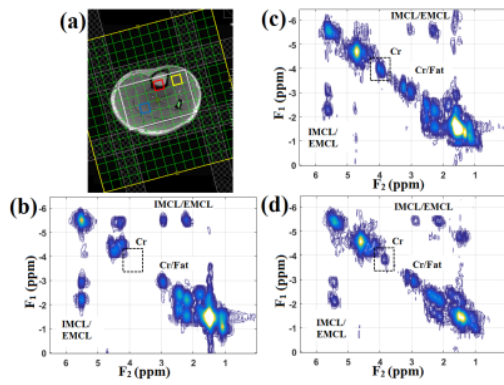 (a)
(c)
IMCL/EMCL
Cr
Cr/Fat
IMCL/
EMCL
F1 (ppm)
-6
-5
-4
-3
-2
-1
0
6 5 4 3 2 1
F2 (ppm)
(b)
IMCL/EMCL
Cr
Cr/Fat
IMCL/
EMCL
F1 (ppm)
-6
-5
-4
-3
-2
-1
0
6 5 4 3 2 1
F2 (ppm)
(d)
IMCL/EMCL
Cr
Cr/Fat
IMCL/
EMCL
F1 (ppm)
-6
-5
-4
-3
-2
-1
0
6 5 4 3 2 1
F2 (ppm)